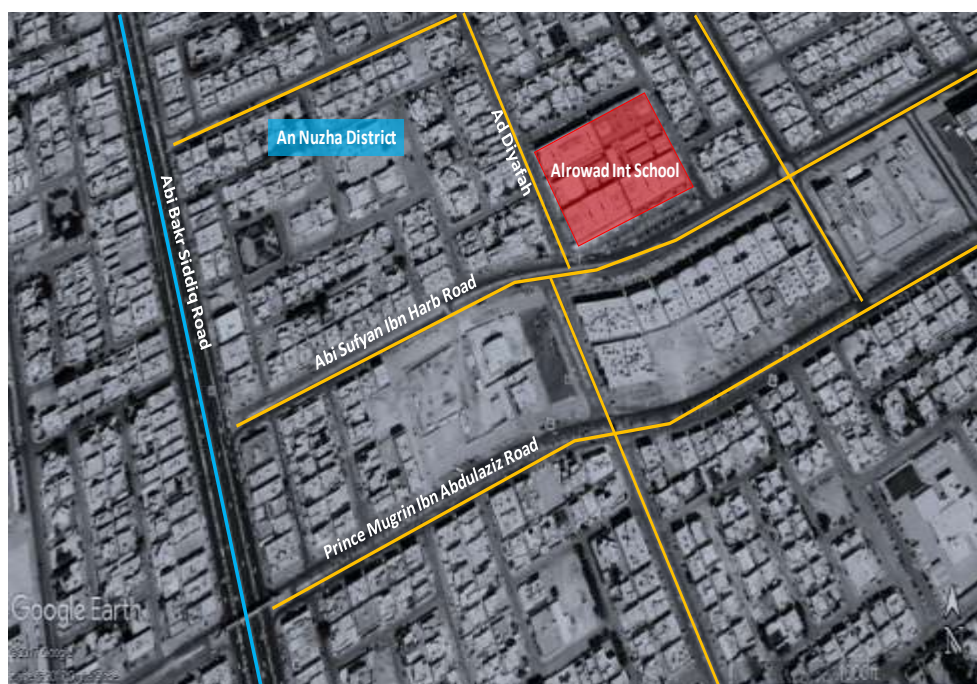 An Nuzha District
Ad Diyafah
Alrowad Int School
Abi Bakr Siddiq Road
Abi Sufyan Ibn Harb Road
Prince Mugrin Ibn Abdulaziz Road
Google Earth
N